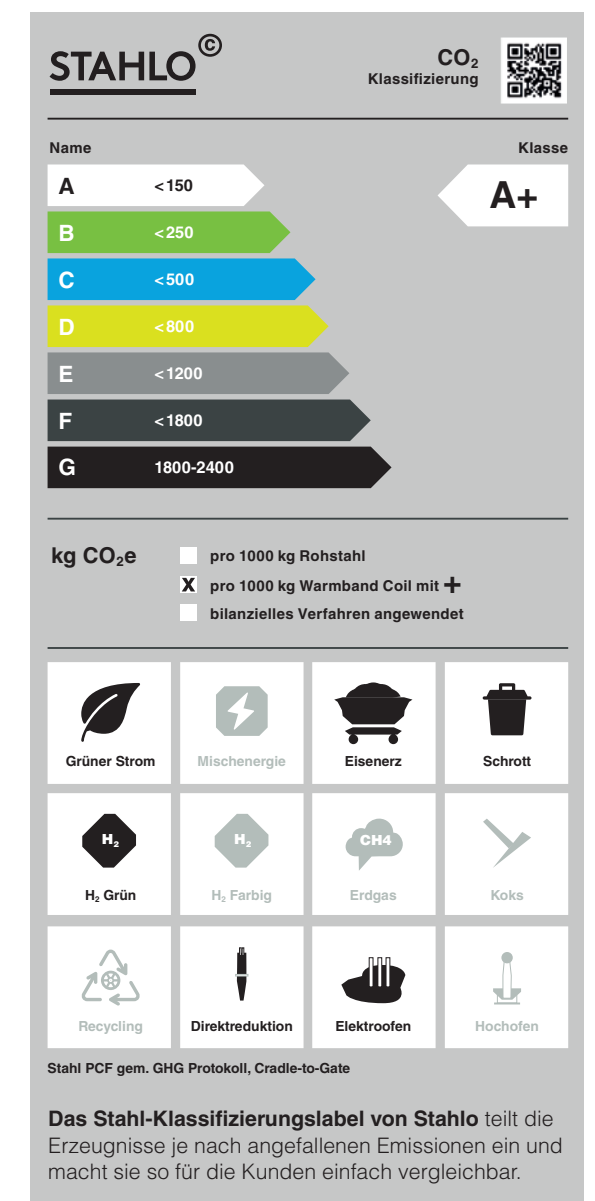 STAHLO ©
CO₂
Klassifizierung
Name Klasse
A <150
A+
B <250
C <500
D <800
E <1200
F <1800
G 1800-2400
kg CO₂e
pro 1000 kg Rohstahl
X pro 1000 kg Warmband Coil mit +
bilanzielles Verfahren angewendet
Grüner Strom Mischenergie Eisenerz Schrott
H₂ H₂ CH4
H₂ Grün H₂ Farbig Erdgas Koks
Recycling Direktreduktion Elektroofen Hochofen
Stahl PCF gem. GHG Protokoll, Cradle-to-Gate
Das Stahl-Klassifizierungslabel von Stahlo teilt die
Erzeugnisse je nach angefallenen Emissionen ein und
macht sie so für die Kunden einfach vergleichbar.